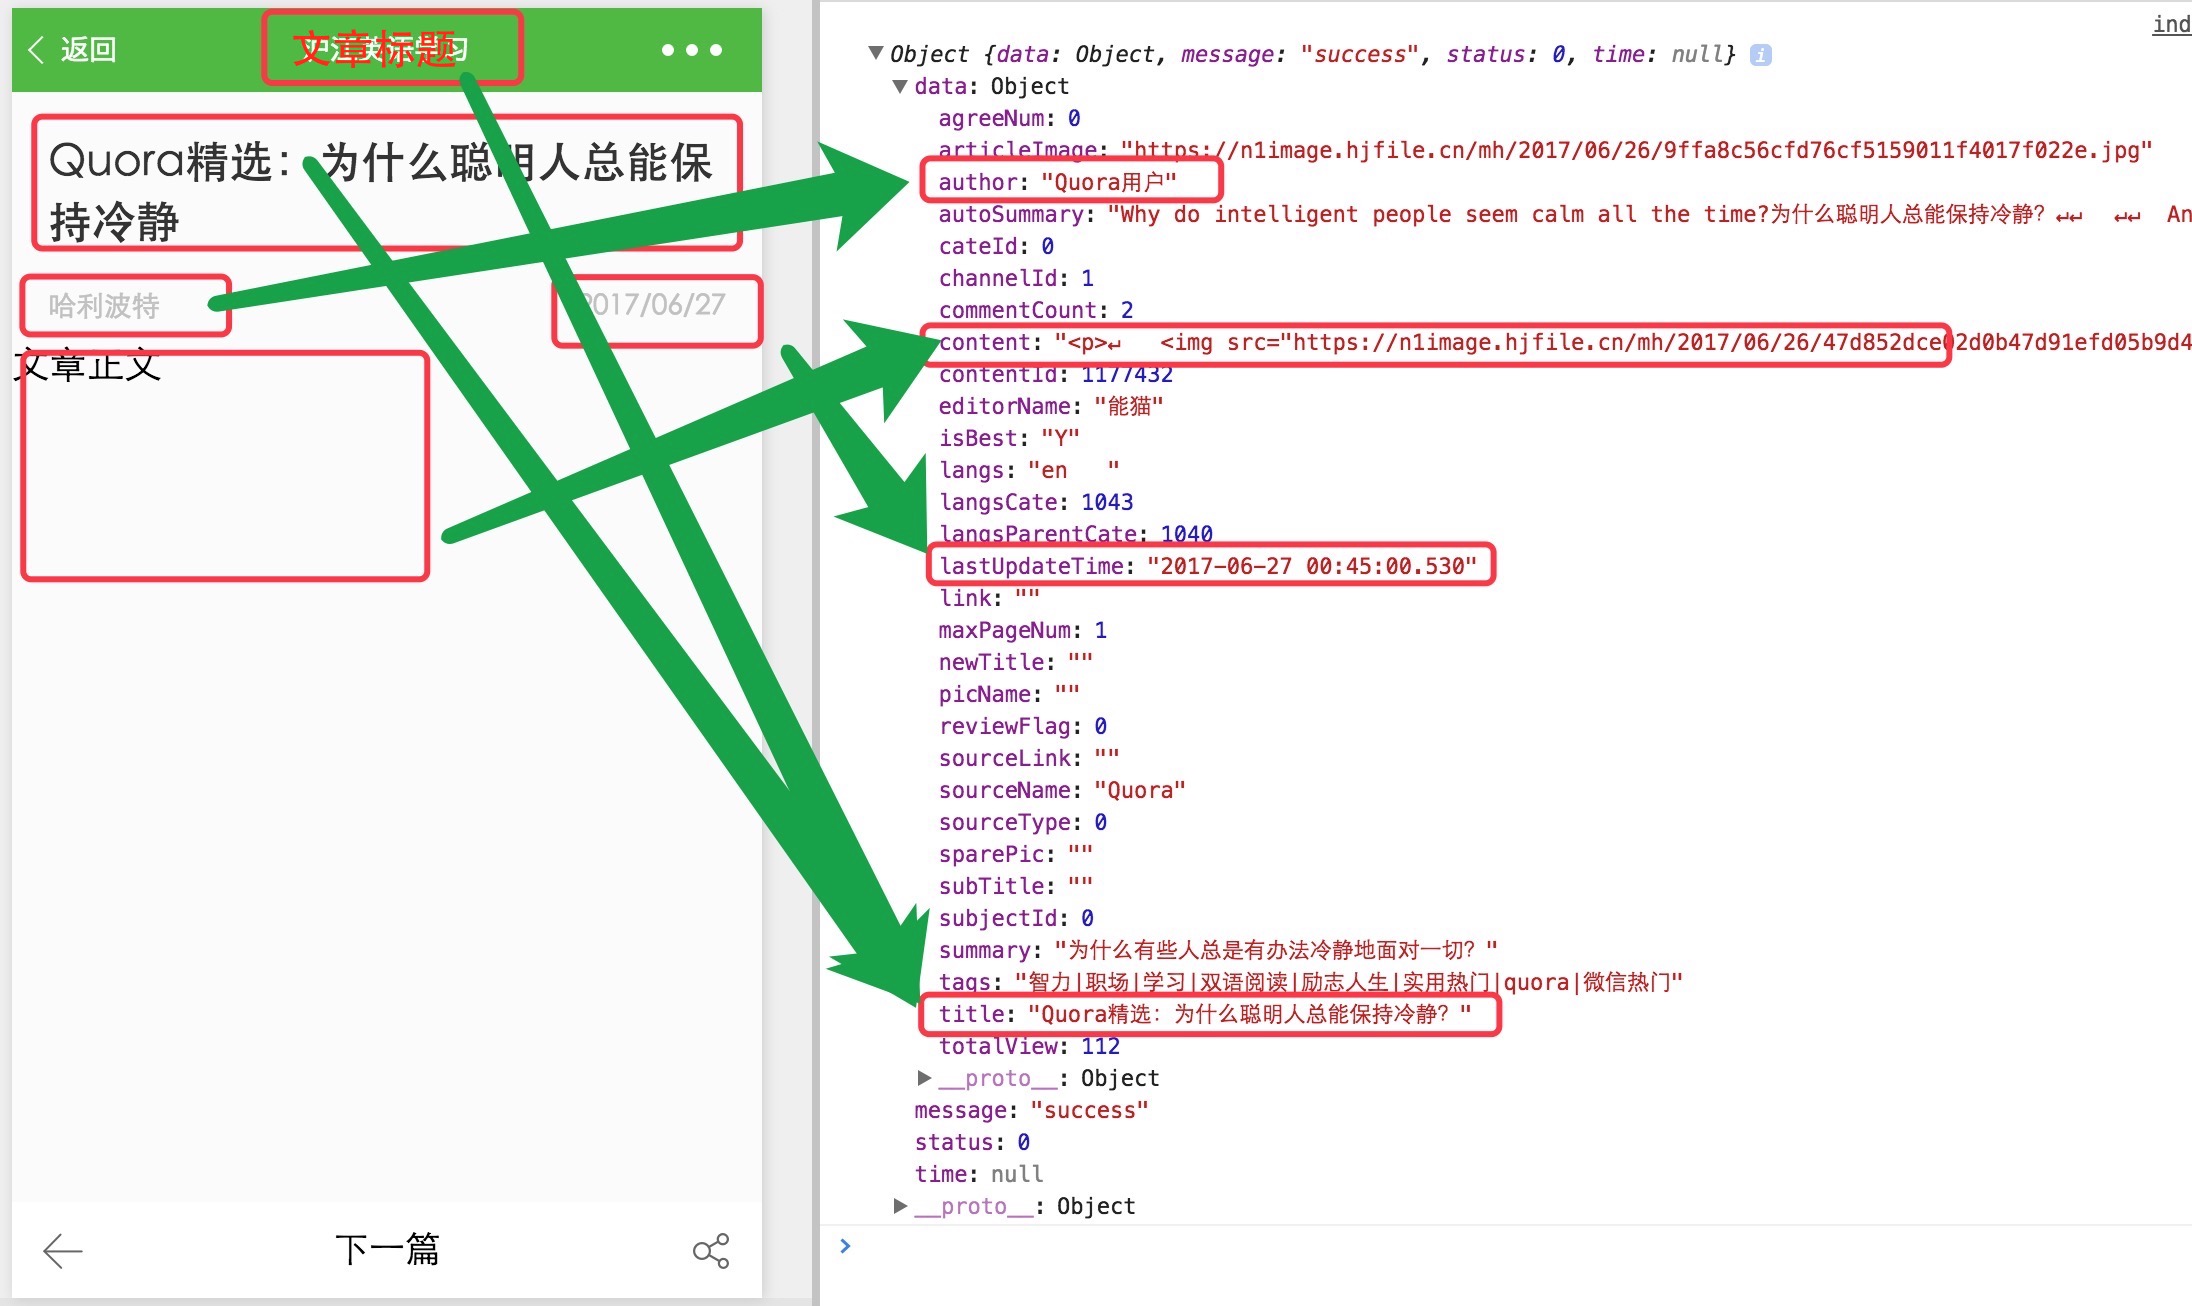 返回
文章标题
Quora精选：为什么聪明人总能保
持冷静
哈利波特
2017/06/27
文章正文
下一篇
ind
Object {data: Object, message: "success", status: 0, time: null}
data: Object
agreeNum: 0
articleImage: "https://n1image.hjfile.cn/mh/2017/06/26/9ffa8c56cfd76cf5159011f4017f022e.jpg"
author: "Quora用户"
autoSummary: "Why do intelligent people seem calm all the time?为什么聪明人总能保持冷静？↵↵  ↵↵  An
cateId: 0
channelId: 1
commentCount: 2
content: "<p>↵   <img src="https://n1image.hjfile.cn/mh/2017/06/26/47d852dce02d0b47d91efd05b9d4
contentId: 1177432
editorName: "能猫"
isBest: "Y"
langs: "en   "
langsCate: 1043
langsParentCate: 1040
lastUpdateTime: "2017-06-27 00:45:00.530"
link: ""
maxPageNum: 1
newTitle: ""
picName: ""
reviewFlag: 0
sourceLink: ""
sourceName: "Quora"
sourceType: 0
sparePic: ""
subTitle: ""
subjectId: 0
summary: "为什么有些人总是有办法冷静地面对一切？"
tags: "智力|职场|学习|双语阅读|励志人生|实用热门|quora|微信热门"
title: "Quora精选：为什么聪明人总能保持冷静？"
totalView: 112
__proto__: Object
message: "success"
status: 0
time: null
__proto__: Object